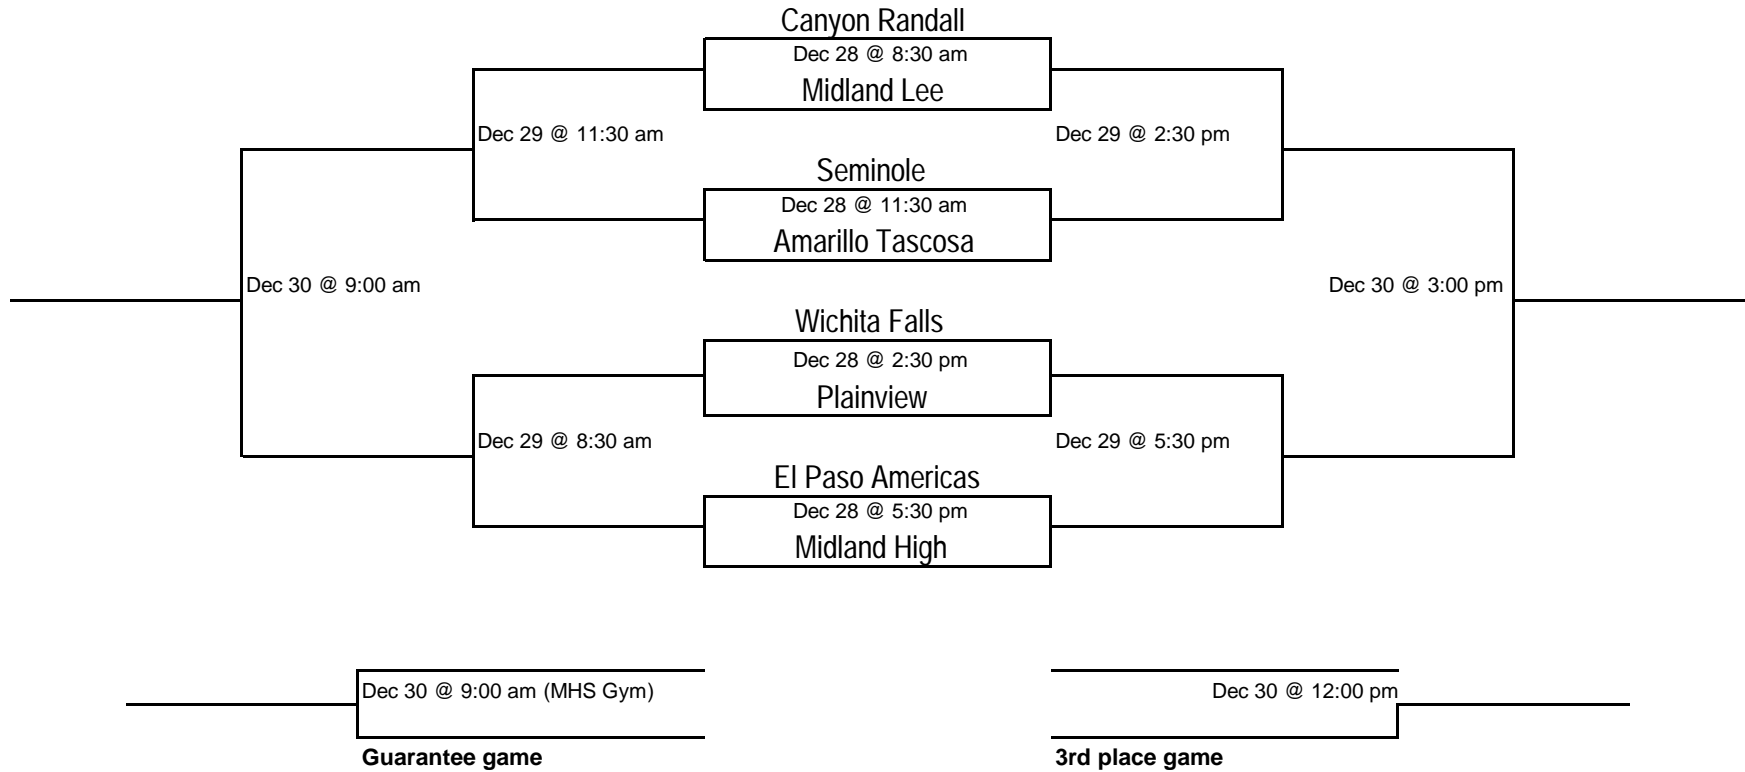 Canyon Randall
Dec 28 @ 8:30 am
Midland Lee
Dec 29 @ 11:30 am
Dec 29 @ 2:30 pm
Seminole
Dec 28 @ 11:30 am
Amarillo Tascosa
Dec 30 @ 9:00 am
Dec 30 @ 3:00 pm
Wichita Falls
Dec 28 @ 2:30 pm
Plainview
Dec 29 @ 8:30 am
Dec 29 @ 5:30 pm
El Paso Americas
Dec 28 @ 5:30 pm
Midland High
Dec 30 @ 9:00 am (MHS Gym)
Dec 30 @ 12:00 pm
Guarantee game
3rd place game